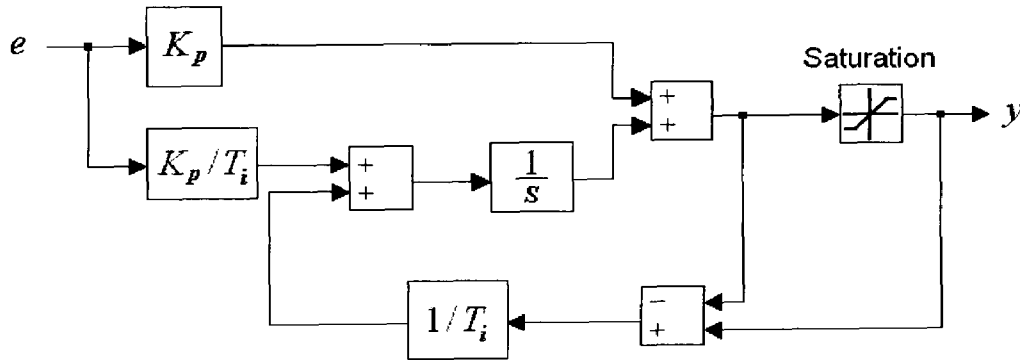 e
K_p
Saturation
y
+
+
K_p / T_i
+
+
1/s
1/T_i
−
+